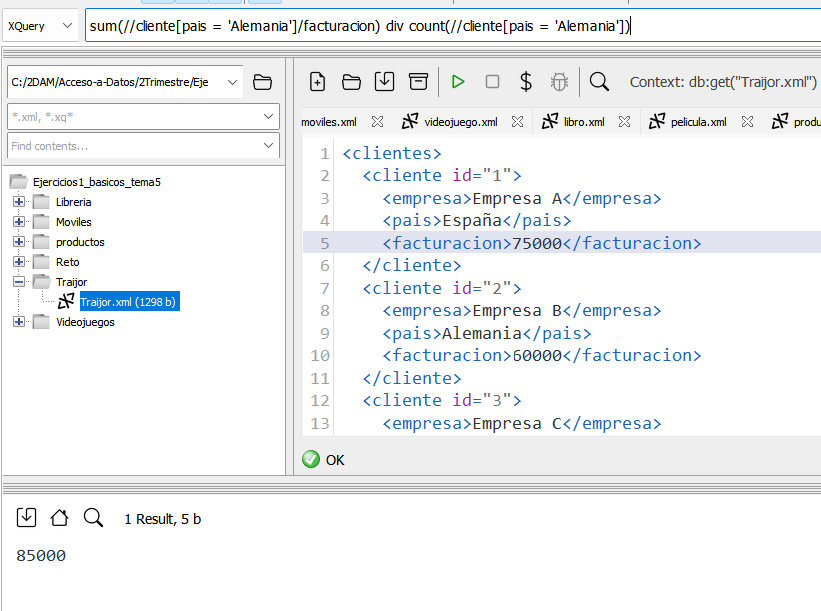 XQuery
sum(//cliente[pais = 'Alemania']/facturacion) div count(//cliente[pais = 'Alemania'])
C:/2DAM/Acceso-a-Datos/2Trimestre/Eje
*.xml, *.xq*
Find contents...
Ejercicios1_basicos_tema5
Libreria
Moviles
productos
Reto
Traijor
Traijor.xml (1298 b)
Videojuegos
Context: db:get("Traijor.xml")
moviles.xml
videojuego.xml
libro.xml
pelicula.xml
produ
1 <clientes>
2 <cliente id="1">
3 <empresa>Empresa A</empresa>
4 <pais>España</pais>
5 <facturacion>75000</facturacion>
6 </cliente>
7 <cliente id="2">
8 <empresa>Empresa B</empresa>
9 <pais>Alemania</pais>
10 <facturacion>60000</facturacion>
11 </cliente>
12 <cliente id="3">
13 <empresa>Empresa C</empresa>
OK
1 Result, 5 b
85000